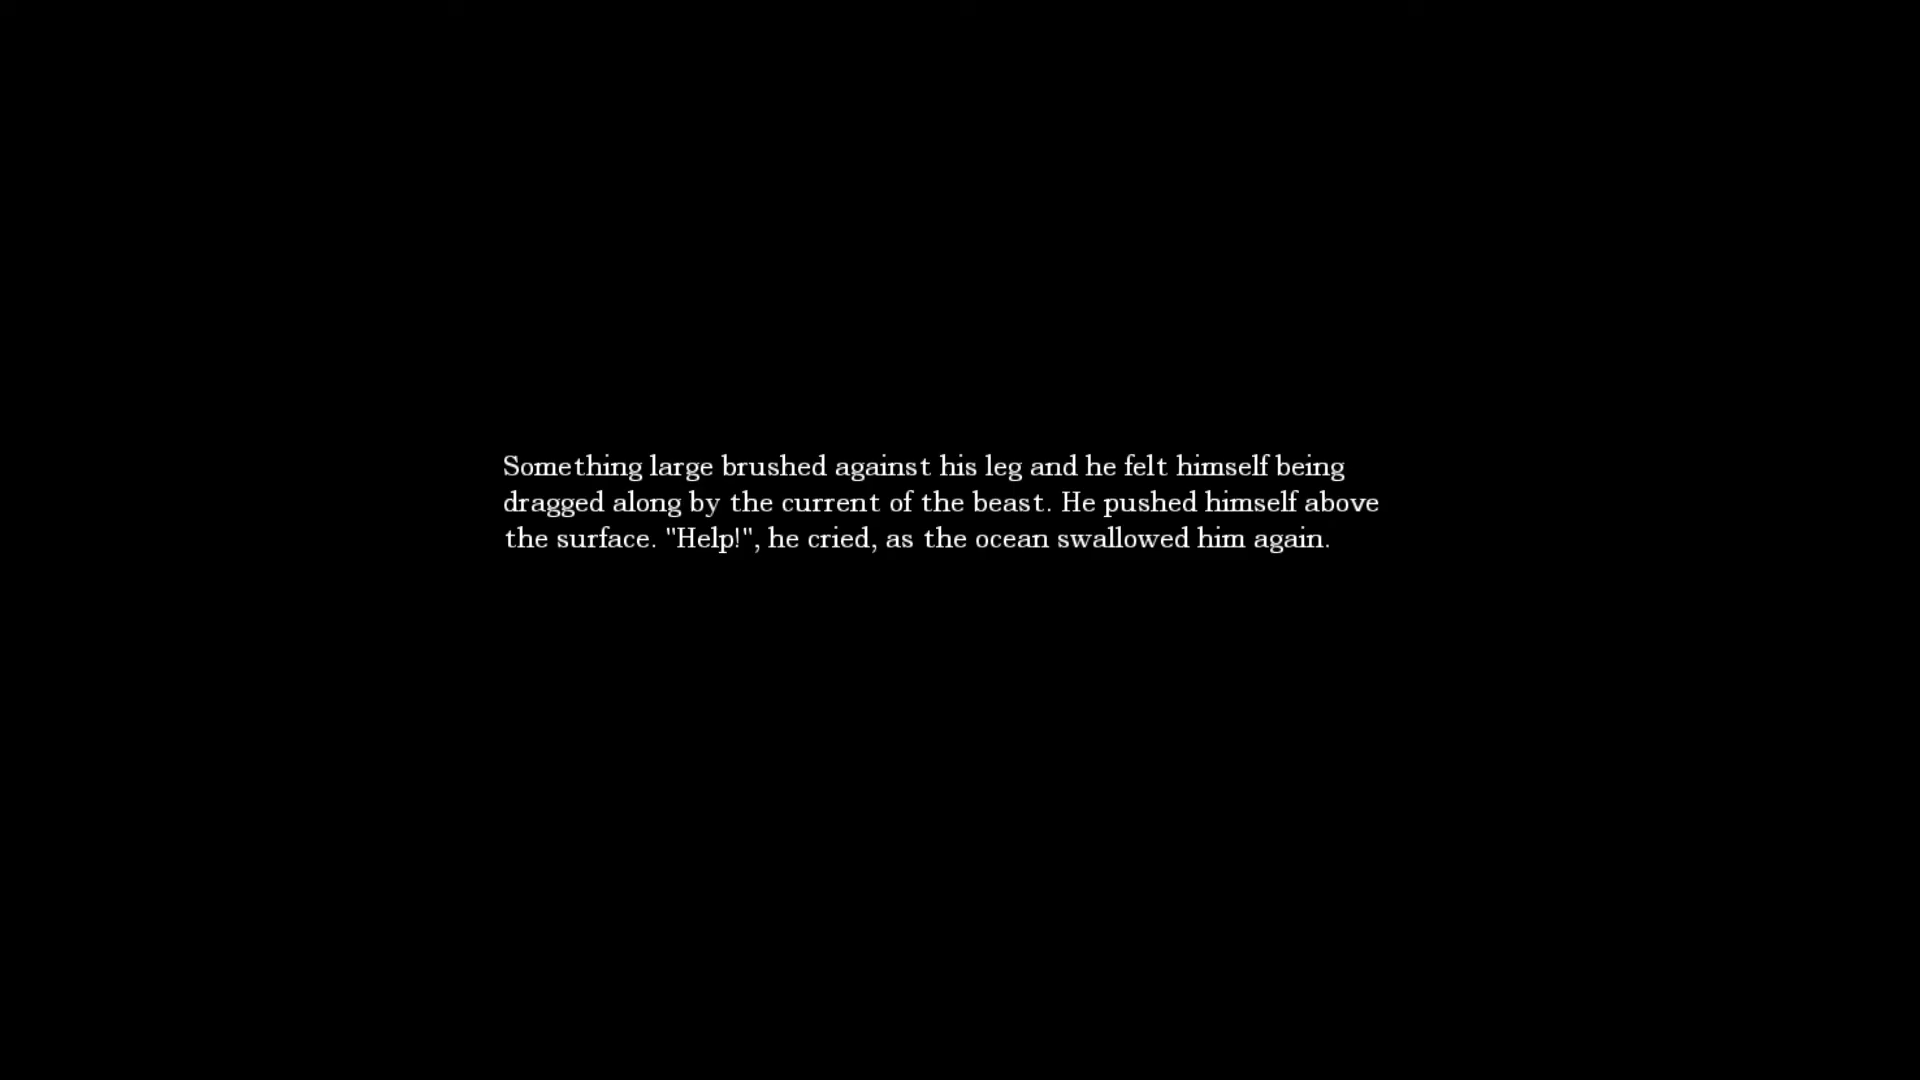 Something large brushed against his leg and he felt himself being
dragged along by the current of the beast. He pushed himself above
the surface. "Help!", he cried, as the ocean swallowed him again.